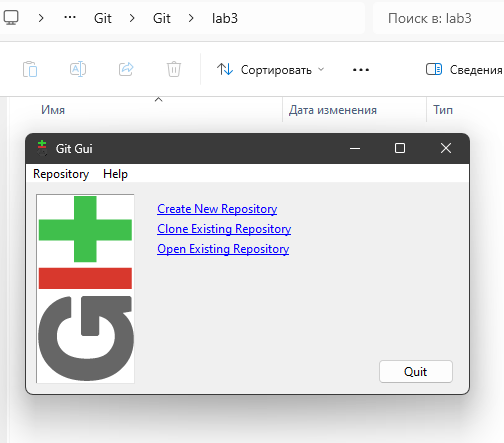 Git Git lab3 Поиск в: lab3
Сортировать Сведения
Имя Дата изменения Тип
Git Gui
Repository Help
Create New Repository
Clone Existing Repository
Open Existing Repository
GIT
Quit